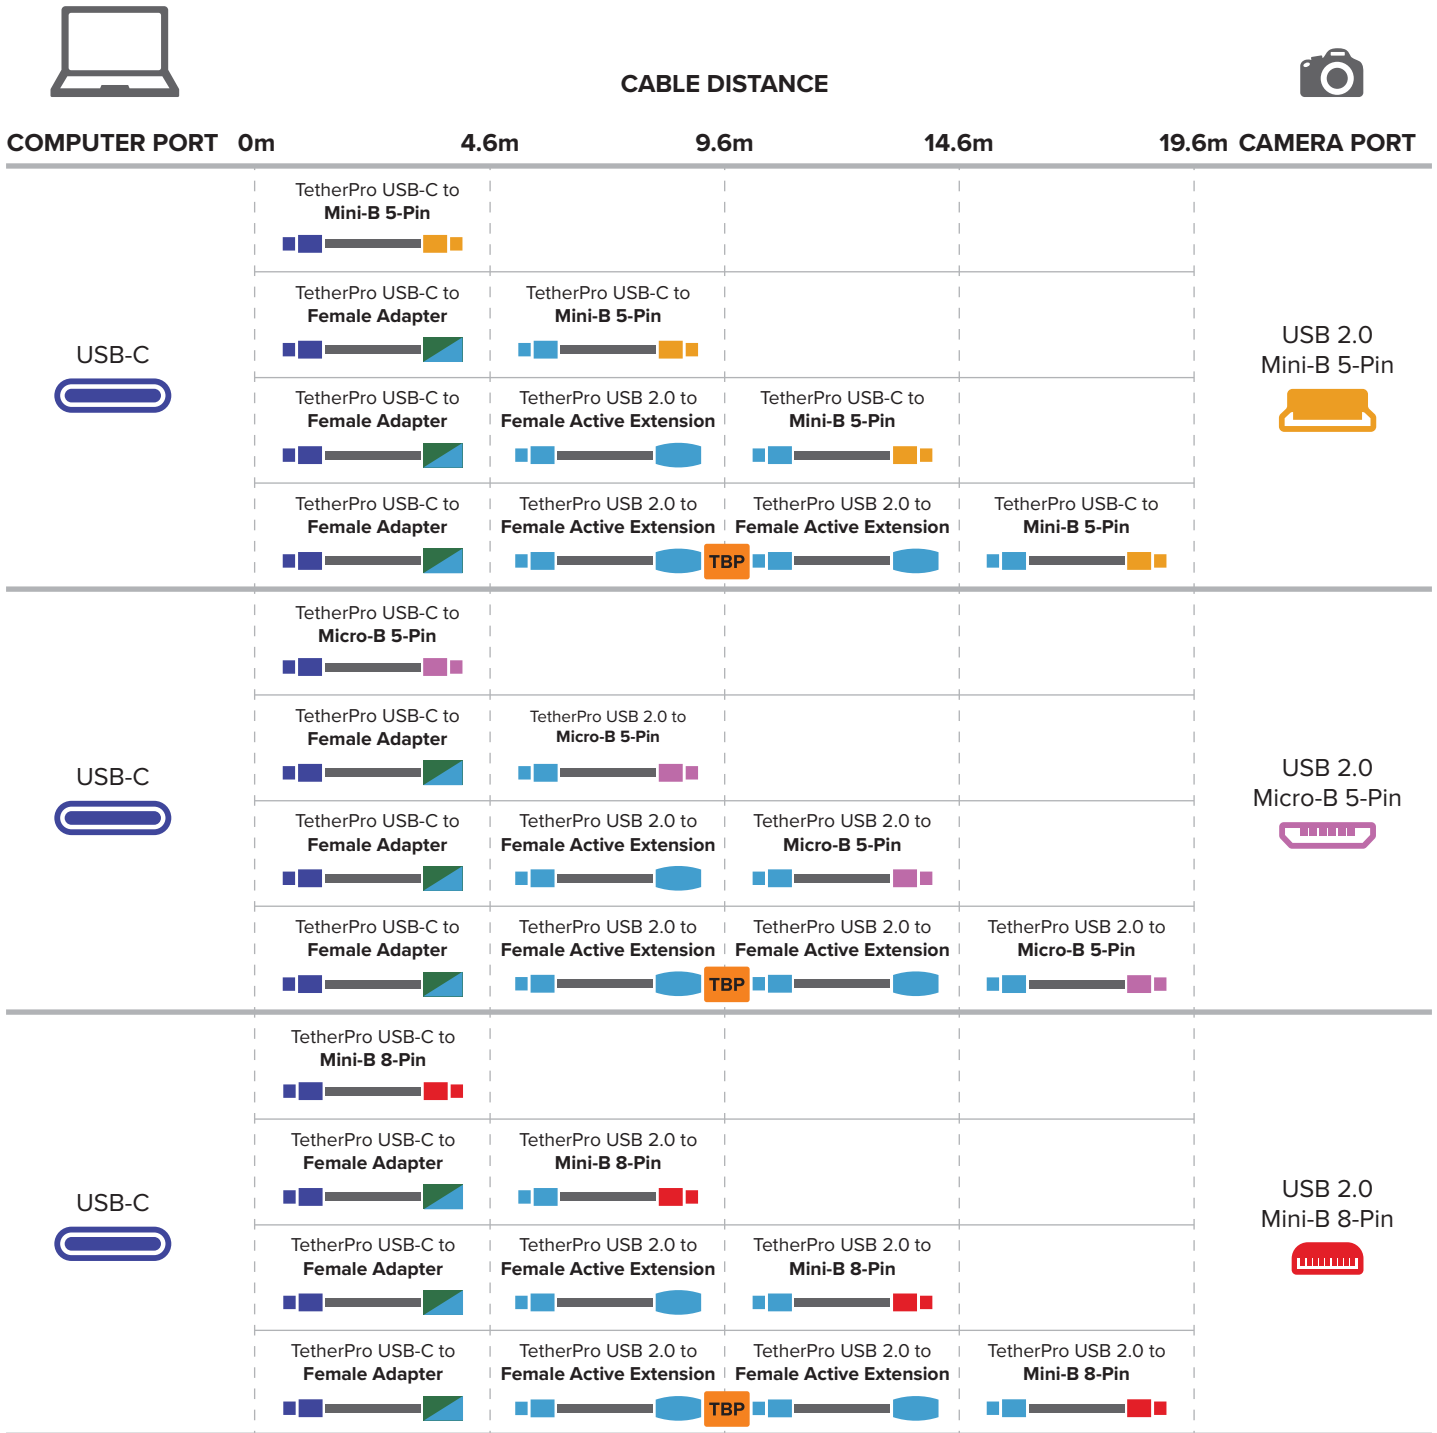 CABLE DISTANCE
COMPUTER PORT 0m 4.6m 9.6m 14.6m 19.6m CAMERA PORT
TetherPro USB-C to
Mini-B 5-Pin
TetherPro USB-C to
Female Adapter
TetherPro USB-C to
Mini-B 5-Pin
USB-C
USB 2.0
Mini-B 5-Pin
TetherPro USB-C to
Female Adapter
TetherPro USB 2.0 to
Female Active Extension
TetherPro USB-C to
Mini-B 5-Pin
TetherPro USB-C to
Female Adapter
TetherPro USB 2.0 to
Female Active Extension
TBP
TetherPro USB 2.0 to
Female Active Extension
TetherPro USB-C to
Mini-B 5-Pin
TetherPro USB-C to
Micro-B 5-Pin
TetherPro USB-C to
Female Adapter
TetherPro USB 2.0 to
Micro-B 5-Pin
USB-C
USB 2.0
Micro-B 5-Pin
TetherPro USB-C to
Female Adapter
TetherPro USB 2.0 to
Female Active Extension
TetherPro USB 2.0 to
Micro-B 5-Pin
TetherPro USB-C to
Female Adapter
TetherPro USB 2.0 to
Female Active Extension
TBP
TetherPro USB 2.0 to
Female Active Extension
TetherPro USB 2.0 to
Micro-B 5-Pin
TetherPro USB-C to
Mini-B 8-Pin
TetherPro USB-C to
Female Adapter
TetherPro USB 2.0 to
Mini-B 8-Pin
USB-C
USB 2.0
Mini-B 8-Pin
TetherPro USB-C to
Female Adapter
TetherPro USB 2.0 to
Female Active Extension
TetherPro USB 2.0 to
Mini-B 8-Pin
TetherPro USB-C to
Female Adapter
TetherPro USB 2.0 to
Female Active Extension
TBP
TetherPro USB 2.0 to
Female Active Extension
TetherPro USB 2.0 to
Mini-B 8-Pin